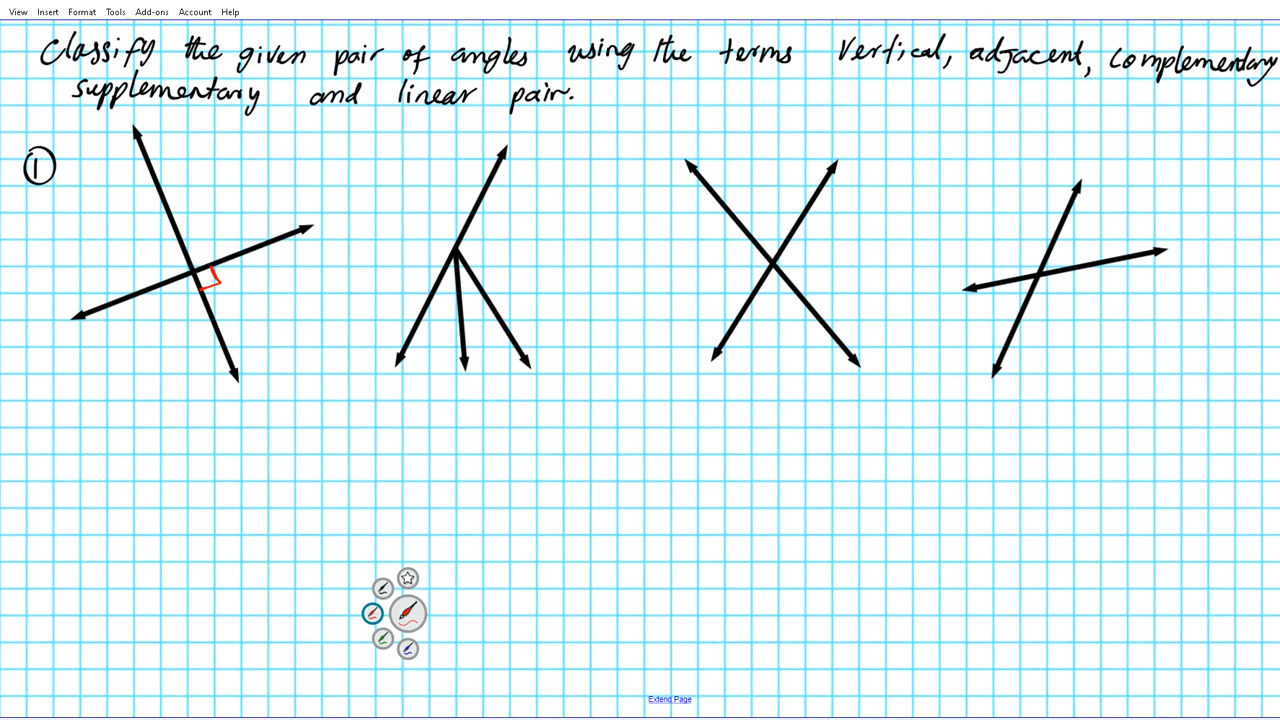 View Insert Format Tools Add-ons Account Help
Classify the given pair of angles using the terms Vertical, adjacent, complementary
supplementary and linear pair.
1
Extend Page